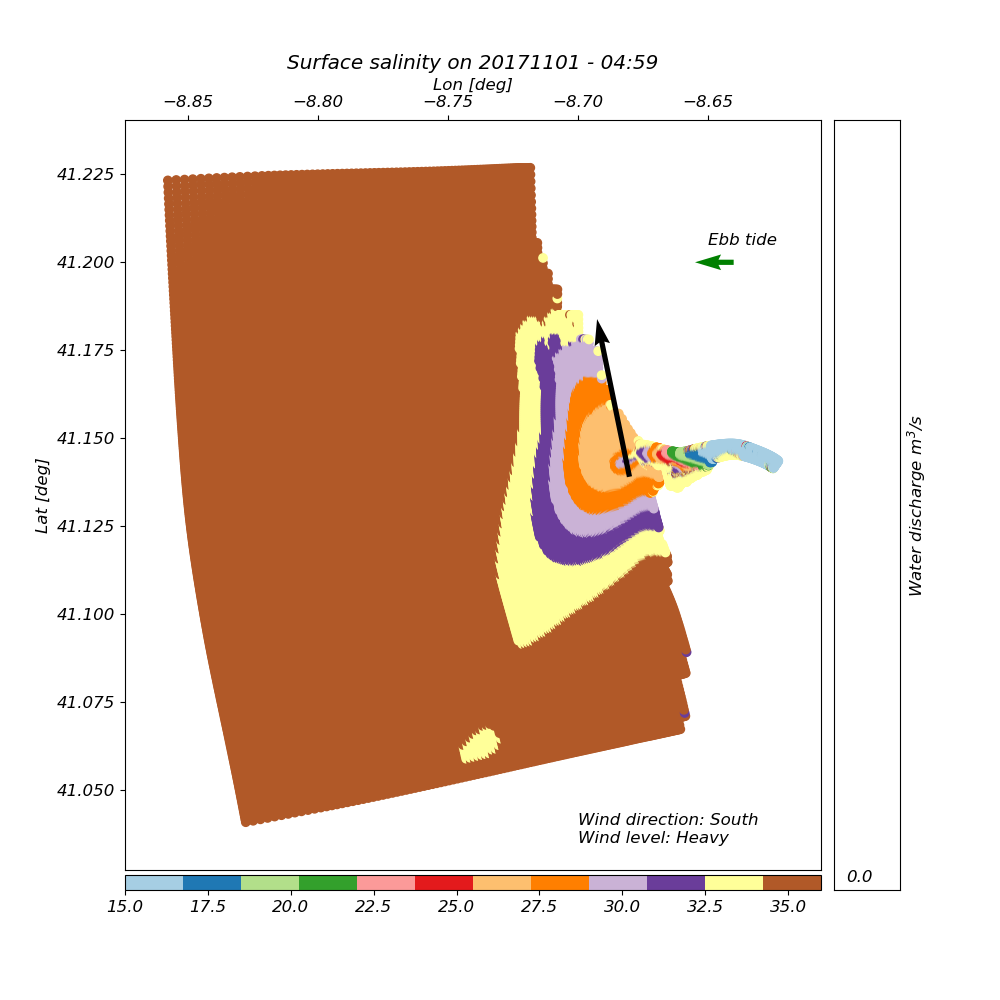 Surface salinity on 20171101 - 04:59
Lon [deg]
−8.85 −8.80 −8.75 −8.70 −8.65
41.225
41.200
41.175
41.150
41.125
41.100
41.075
41.050
Lat [deg]
Ebb tide
Wind direction: South
Wind level: Heavy
Water discharge m³/s
0.0
15.0 17.5 20.0 22.5 25.0 27.5 30.0 32.5 35.0